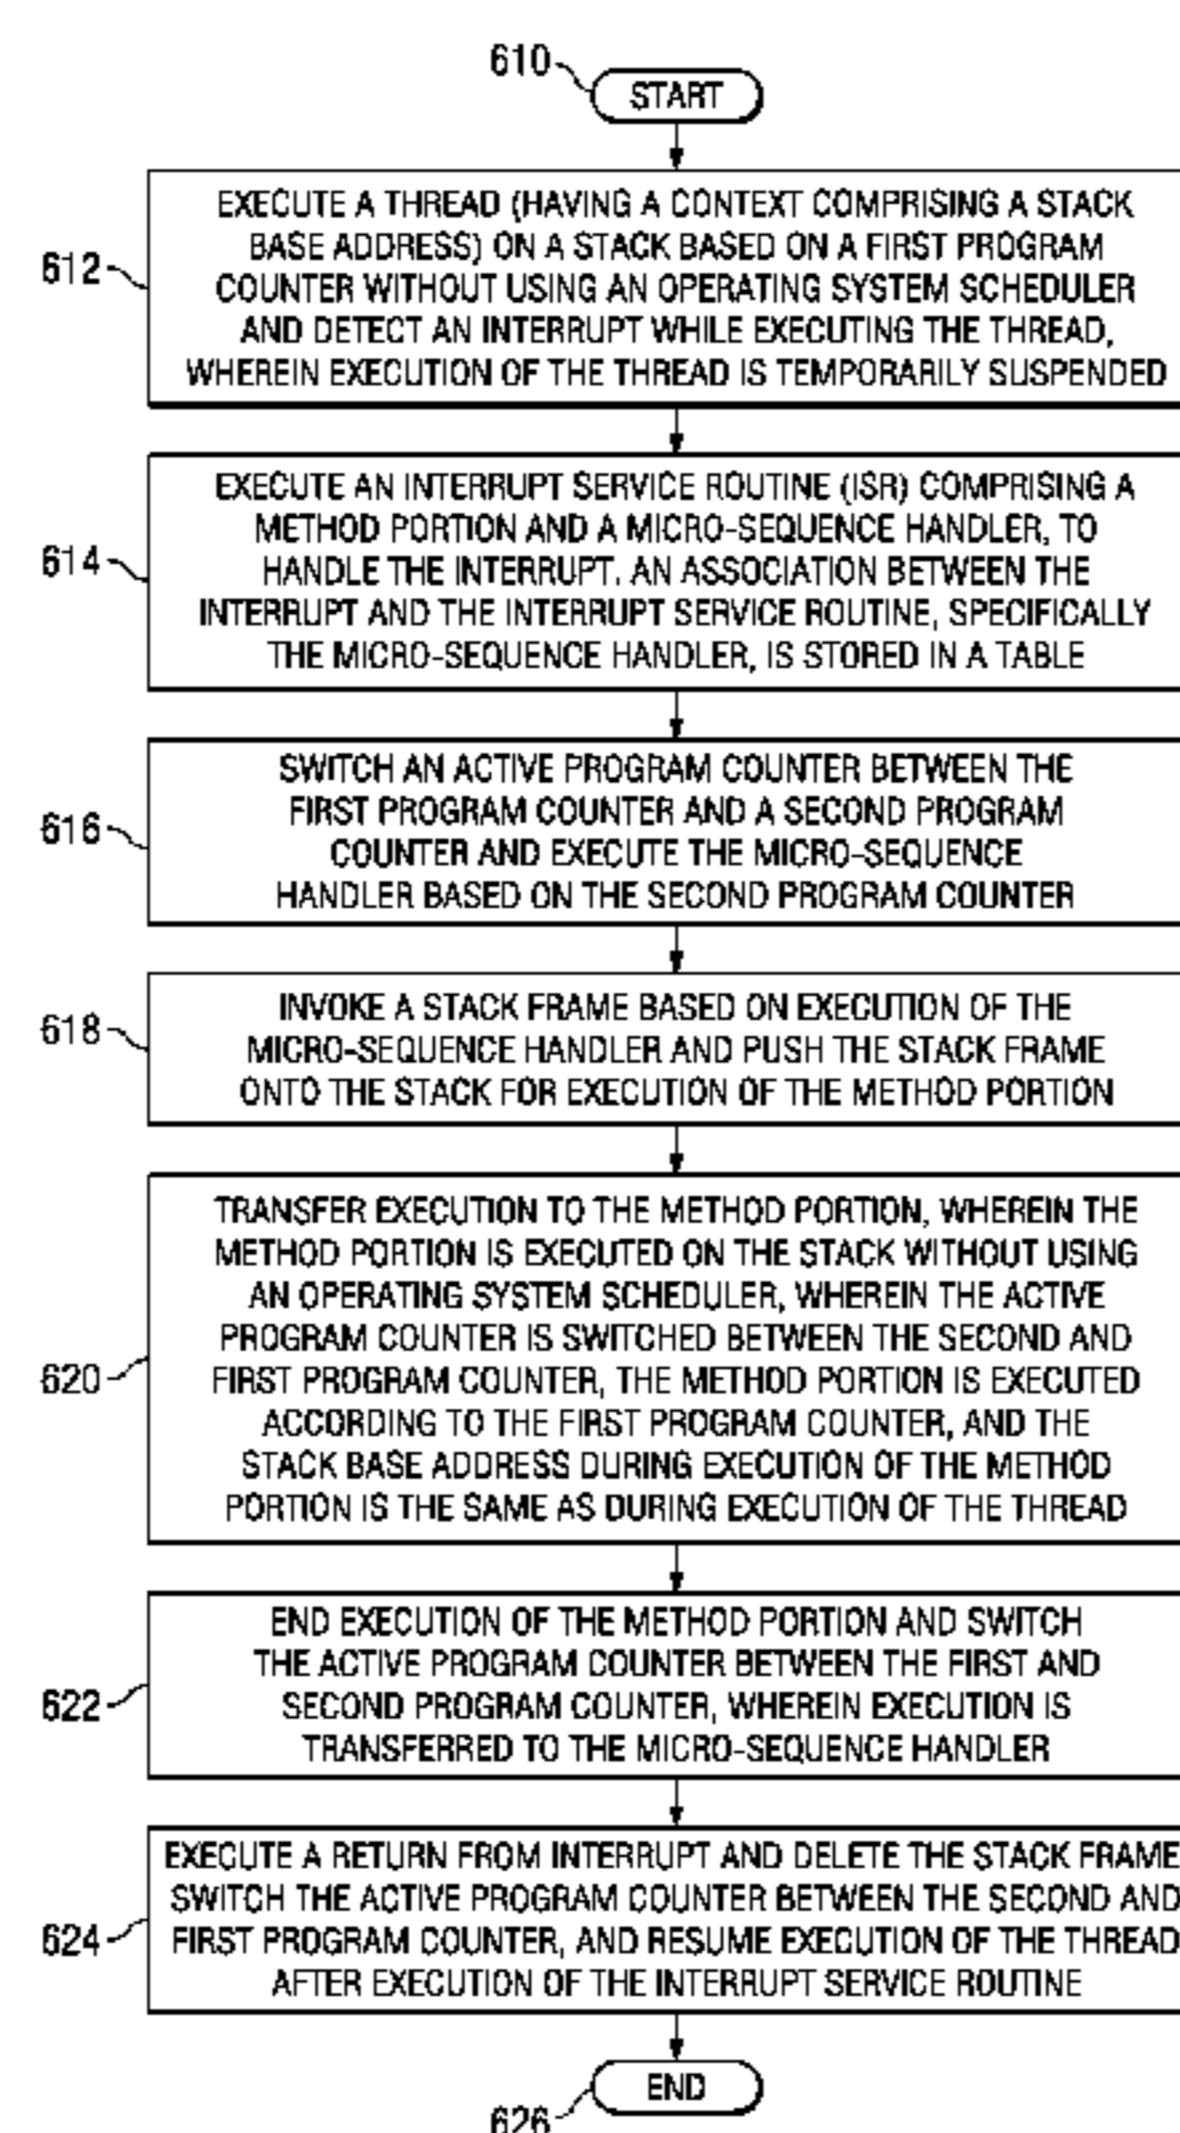 610
START
612
EXECUTE A THREAD (HAVING A CONTEXT COMPRISING A STACK
BASE ADDRESS) ON A STACK BASED ON A FIRST PROGRAM
COUNTER WITHOUT USING AN OPERATING SYSTEM SCHEDULER
AND DETECT AN INTERRUPT WHILE EXECUTING THE THREAD,
WHEREIN EXECUTION OF THE THREAD IS TEMPORARILY SUSPENDED
614
EXECUTE AN INTERRUPT SERVICE ROUTINE (ISR) COMPRISING A
METHOD PORTION AND A MICRO-SEQUENCE HANDLER, TO
HANDLE THE INTERRUPT. AN ASSOCIATION BETWEEN THE
INTERRUPT AND THE INTERRUPT SERVICE ROUTINE, SPECIFICALLY
THE MICRO-SEQUENCE HANDLER, IS STORED IN A TABLE
616
SWITCH AN ACTIVE PROGRAM COUNTER BETWEEN THE
FIRST PROGRAM COUNTER AND A SECOND PROGRAM
COUNTER AND EXECUTE THE MICRO-SEQUENCE
HANDLER BASED ON THE SECOND PROGRAM COUNTER
618
INVOKE A STACK FRAME BASED ON EXECUTION OF THE
MICRO-SEQUENCE HANDLER AND PUSH THE STACK FRAME
ONTO THE STACK FOR EXECUTION OF THE METHOD PORTION
620
TRANSFER EXECUTION TO THE METHOD PORTION, WHEREIN THE
METHOD PORTION IS EXECUTED ON THE STACK WITHOUT USING
AN OPERATING SYSTEM SCHEDULER, WHEREIN THE ACTIVE
PROGRAM COUNTER IS SWITCHED BETWEEN THE SECOND AND
FIRST PROGRAM COUNTER, THE METHOD PORTION IS EXECUTED
ACCORDING TO THE FIRST PROGRAM COUNTER, AND THE
STACK BASE ADDRESS DURING EXECUTION OF THE METHOD
PORTION IS THE SAME AS DURING EXECUTION OF THE THREAD
622
END EXECUTION OF THE METHOD PORTION AND SWITCH
THE ACTIVE PROGRAM COUNTER BETWEEN THE FIRST AND
SECOND PROGRAM COUNTER, WHEREIN EXECUTION IS
TRANSFERRED TO THE MICRO-SEQUENCE HANDLER
624
EXECUTE A RETURN FROM INTERRUPT AND DELETE THE STACK FRAME
SWITCH THE ACTIVE PROGRAM COUNTER BETWEEN THE SECOND AND
FIRST PROGRAM COUNTER, AND RESUME EXECUTION OF THE THREAD
AFTER EXECUTION OF THE INTERRUPT SERVICE ROUTINE
END
626